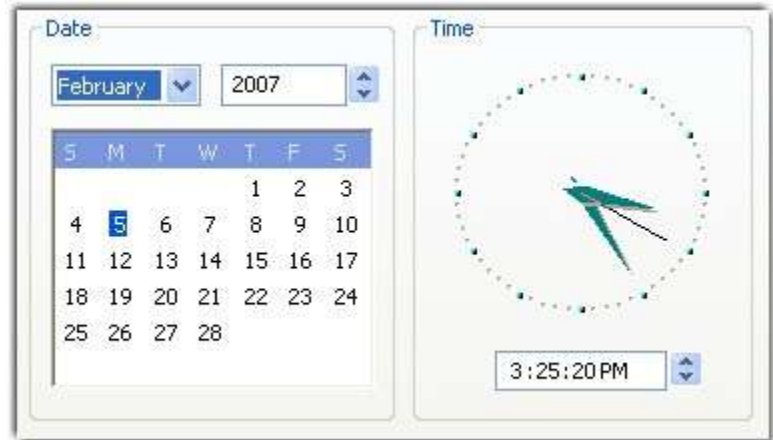 Date
February
2007
S M T W T F S
1 2 3
4 5 6 7 8 9 10
11 12 13 14 15 16 17
18 19 20 21 22 23 24
25 26 27 28
Time
3:25:20 PM